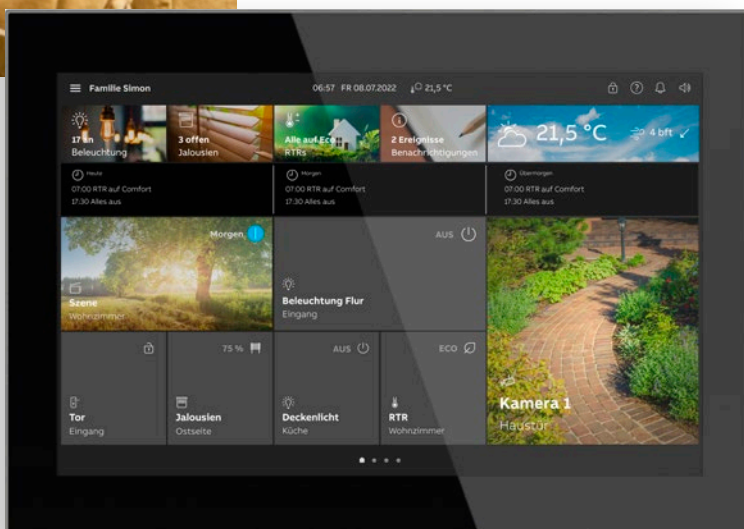 Familie Simon
06:57 FR 08.07.2022 21,5 °C
17 an
Beleuchtung
3 offen
Jalousien
Alle auf Eco
RTRs
2 Ereignisse
Benachrichtigungen
21,5 °C
4 bft
Heute
07:00 RTR auf Comfort
17:30 Alles aus
Morgen
07:00 RTR auf Comfort
17:30 Alles aus
Übermorgen
07:00 RTR auf Comfort
17:30 Alles aus
Morgen
Szene
Wohnzimmer
AUS
Beleuchtung Flur
Eingang
Kamera 1
Haustür
Tor
Eingang
75 %
Jalousien
Ostseite
AUS
Deckenlicht
Küche
ECO
RTR
Wohnzimmer